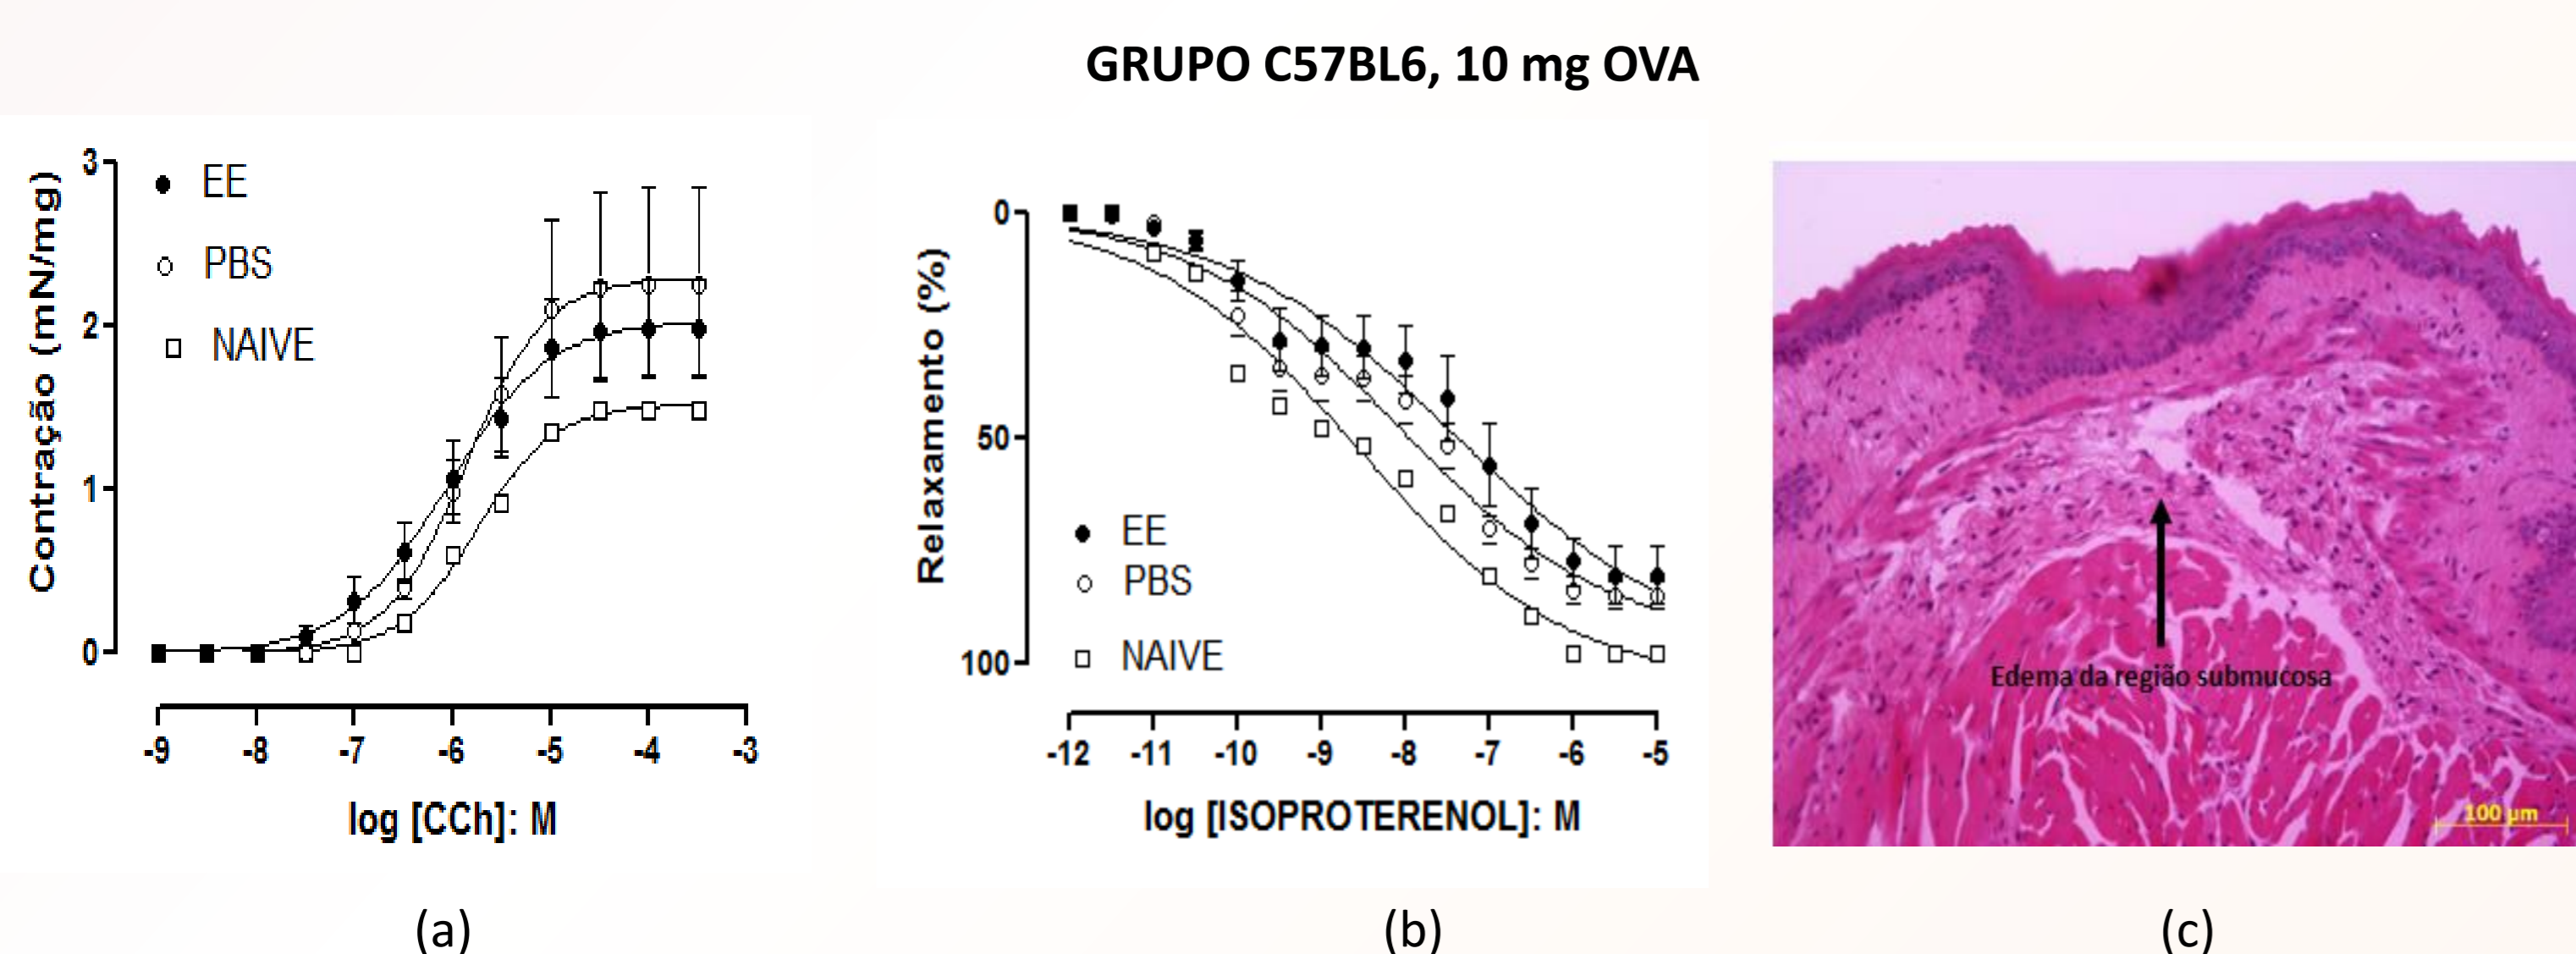 GRUPO C57BL6, 10 mg OVA
Contração (mN/mg)
3
2
1
0
EE
PBS
NAIVE
-9 -8 -7 -6 -5 -4 -3
log [CCh]: M
(a)
Relaxamento (%)
0
50
100
EE
PBS
NAIVE
-12 -11 -10 -9 -8 -7 -6 -5
log [ISOPROTERENOL]: M
(b)
Edema da região submucosa
100 µm
(c)